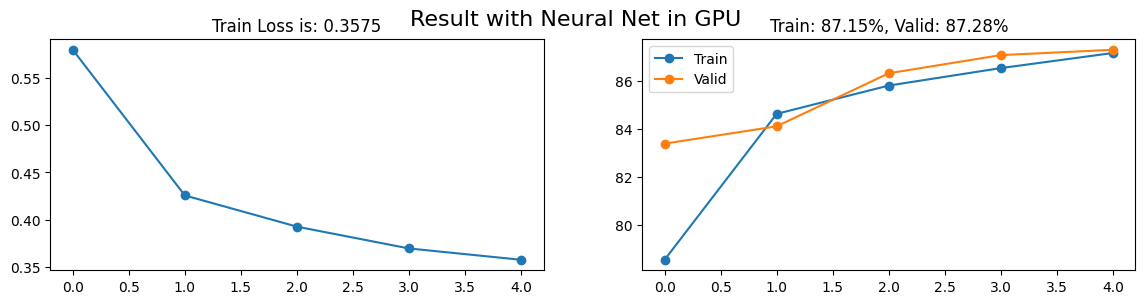 Result with Neural Net in GPU
Train Loss is: 0.3575
0.55
0.50
0.45
0.40
0.35
0.0 0.5 1.0 1.5 2.0 2.5 3.0 3.5 4.0
Train: 87.15%, Valid: 87.28%
Train
Valid
86
84
82
80
0.0 0.5 1.0 1.5 2.0 2.5 3.0 3.5 4.0